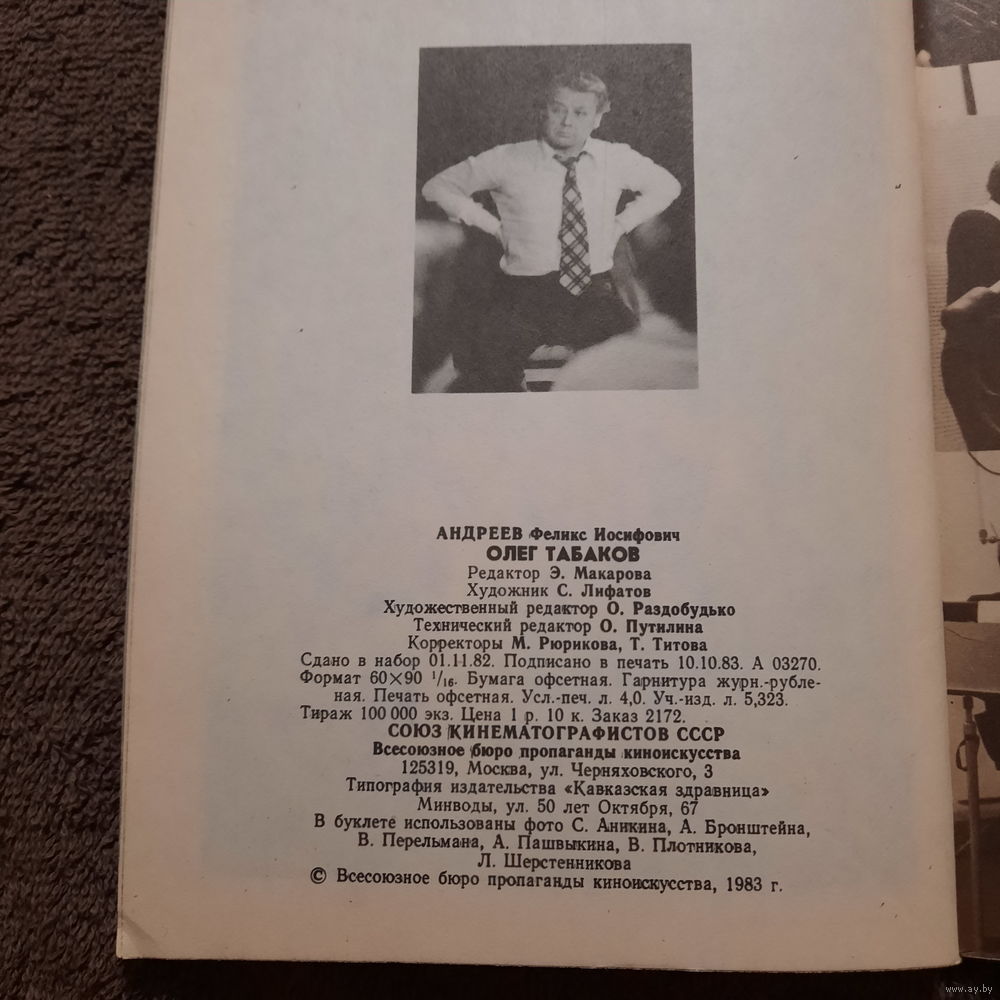 АНДРЕЕВ Феликс Иосифович
ОЛЕГ ТАБАКОВ
Редактор Э. Макарова
Художник С. Лифатов
Художественный редактор О. Раздобудько
Технический редактор О. Путилина
Корректоры М. Рюрикова, Т. Титова
Сдано в набор 01.11.82. Подписано в печать 10.10.83. А 03270.
Формат 60×90 1/16. Бумага офсетная. Гарнитура журн.-рубле-
ная. Печать офсетная. Усл.-печ. л. 4,0. Уч.-изд. л. 5,323.
Тираж 100 000 экз. Цена 1 р. 10 к. Заказ 2172.
СОЮЗ КИНЕМАТОГРАФИСТОВ СССР
Всесоюзное бюро пропаганды киноискусства
125319, Москва, ул. Черняховского, 3
Типография издательства «Кавказская здравница»
Минводы, ул. 50 лет Октября, 67
В буклете использованы фото С. Аникина, А. Бронштейна,
В. Перельмана, А. Пашвыкина, В. Плотникова,
Л. Шерстенникова
© Всесоюзное бюро пропаганды киноискусства, 1983 г.
www.ay.by